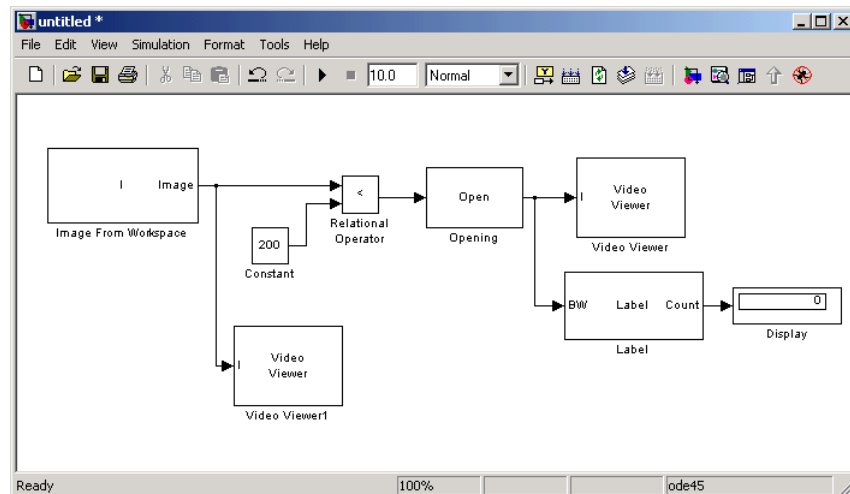 untitled *
File Edit View Simulation Format Tools Help
10.0 Normal
I Image
Image From Workspace
<
Relational
Operator
200
Constant
Open
Opening
I Video
Viewer
Video Viewer
BW Label Count
Label
0
Display
I Video
Viewer
Video Viewer1
Ready 100% ode45